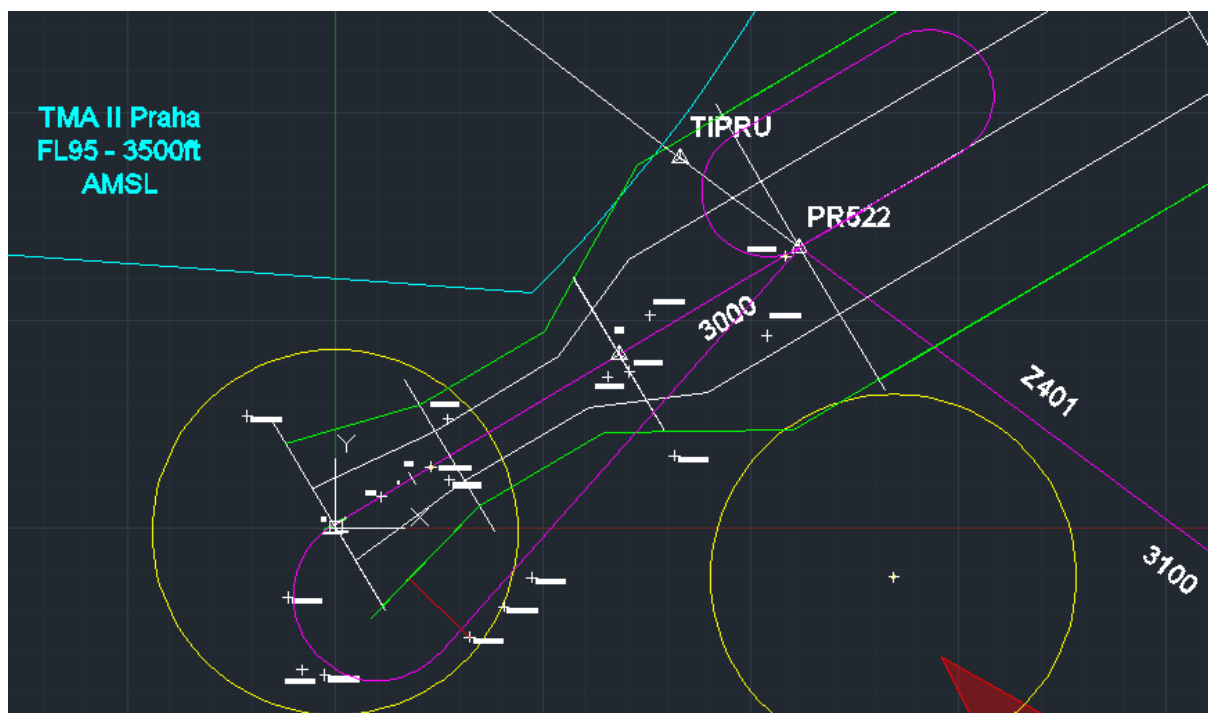 TMA II Praha
FL95 - 3500ft
AMSL
TIPRU
PR522
3000
Z401
3100
Y
X